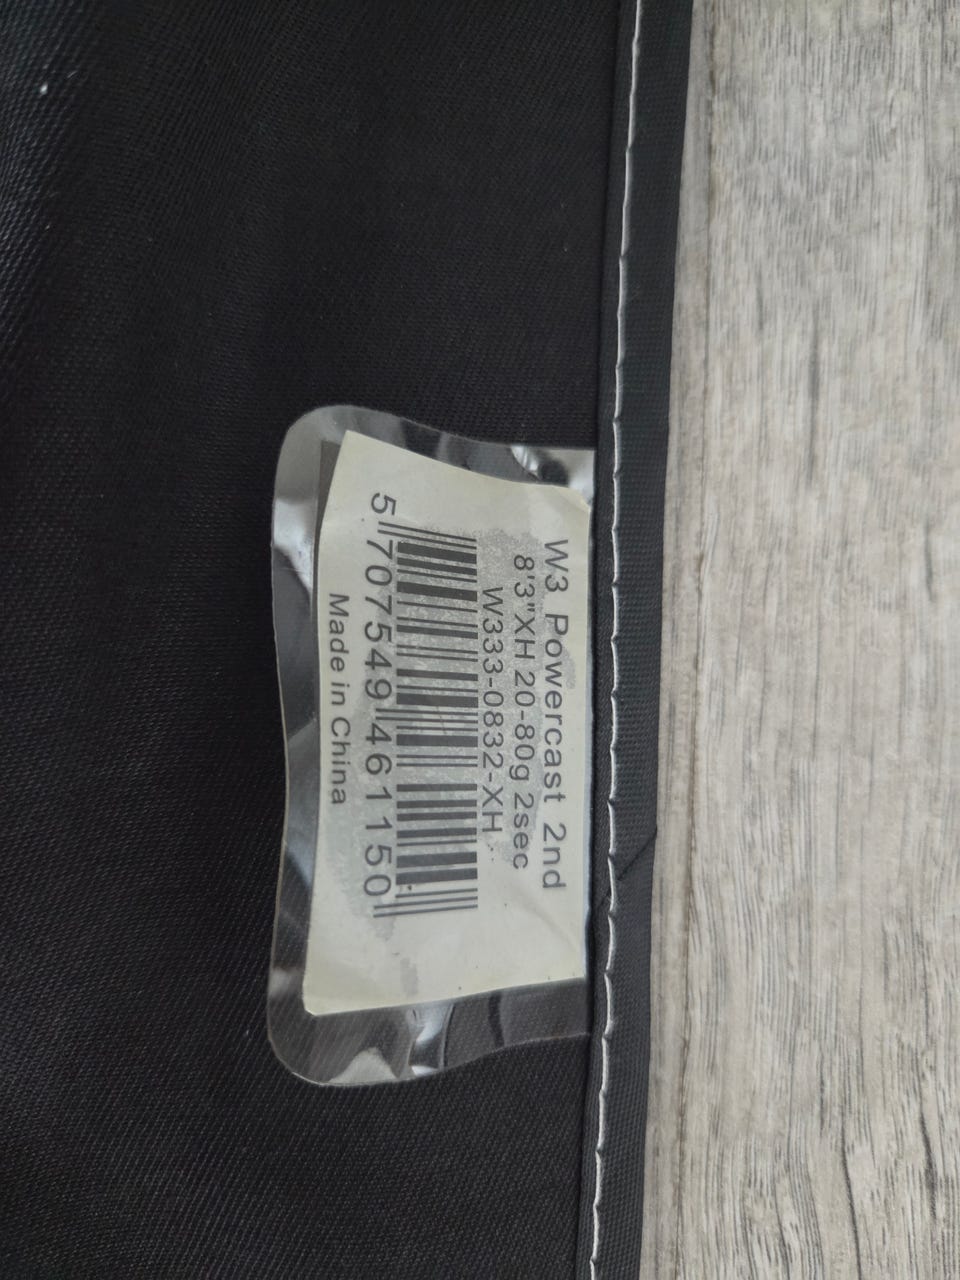 W3 Powercast 2nd
8'3"XH 20-80g 2sec
W333-0832-XH
5 707549 461150
Made in China